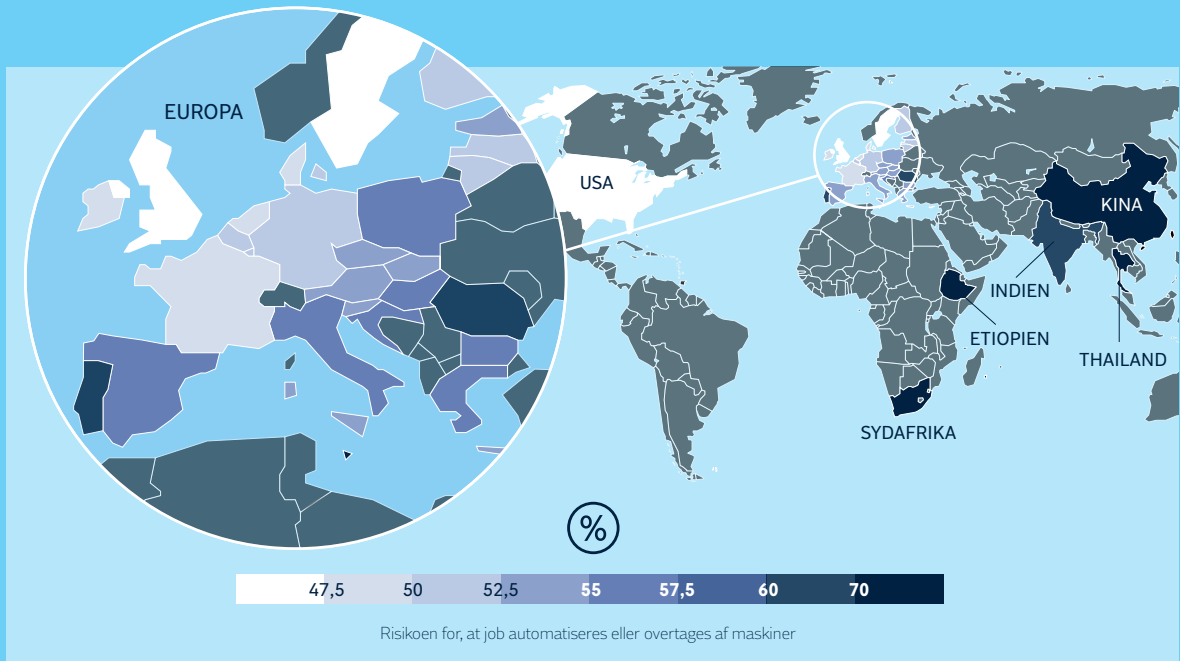 EUROPA
USA
KINA
INDIEN
ETIOPIEN
THAILAND
SYDAFRIKA
%
47,5 50 52,5 55 57,5 60 70
Risikoen for, at job automatiseres eller overtages af maskiner